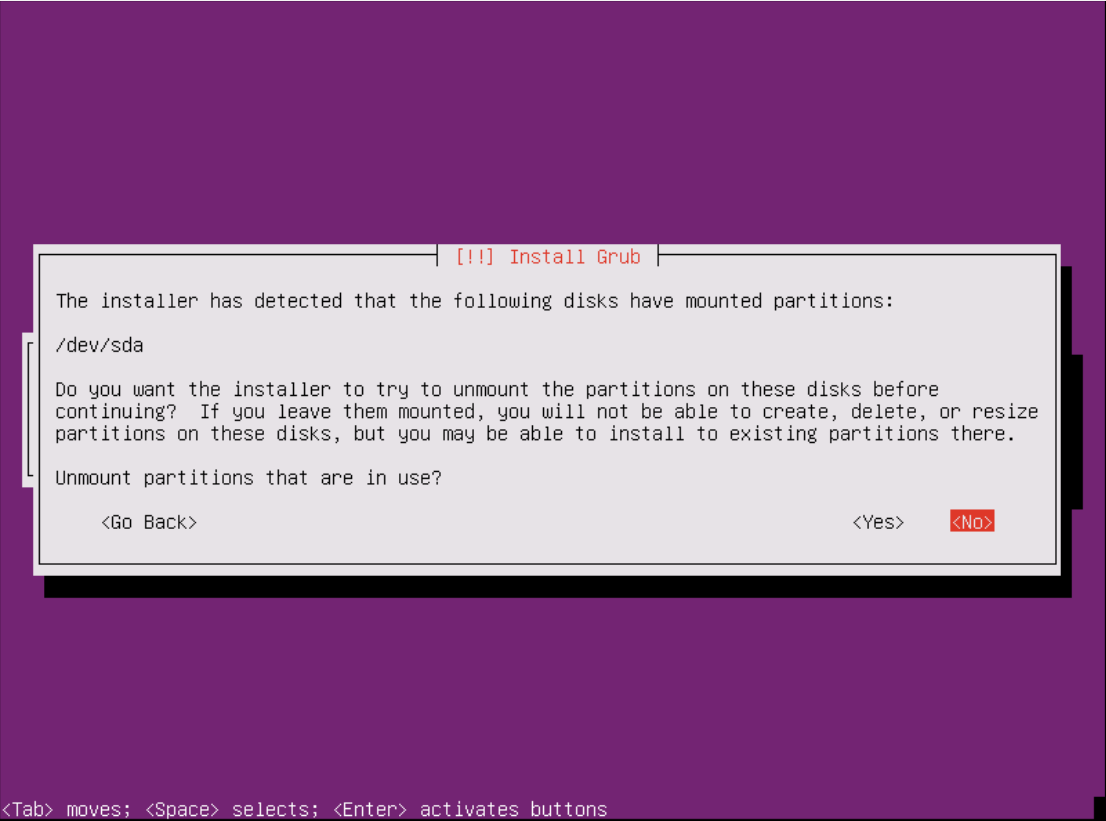 [!!] Install Grub
The installer has detected that the following disks have mounted partitions:
/dev/sda
Do you want the installer to try to unmount the partitions on these disks before
continuing?  If you leave them mounted, you will not be able to create, delete, or resize
partitions on these disks, but you may be able to install to existing partitions there.
Unmount partitions that are in use?
<Go Back> <Yes> <No>
<Tab> moves; <Space> selects; <Enter> activates buttons